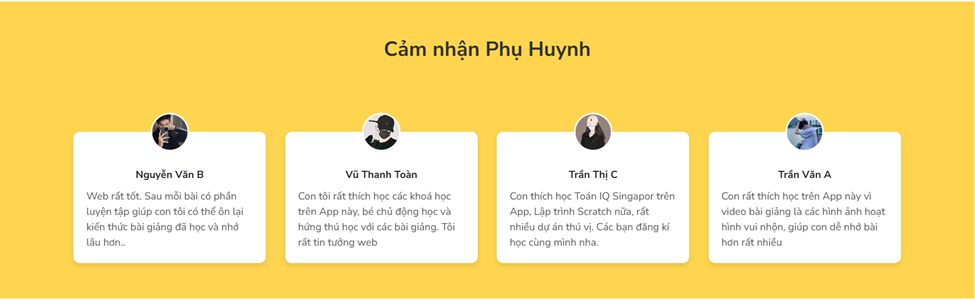 Cảm nhận Phụ Huynh
Nguyễn Văn B
Web rất tốt. Sau mỗi bài có phần
luyện tập giúp con tôi có thể ôn lại
kiến thức bài giảng đã học và nhớ
lâu hơn..
Vũ Thanh Toàn
Con tôi rất thích học các khoá học
trên App này, bé chủ động học và
hứng thú học với các bài giảng. Tôi
rất tin tưởng web
Trần Thị C
Con thích học Toán IQ Singapor trên
App, Lập trình Scratch nữa, rất
nhiều dự án thú vị. Các bạn đăng kí
học cùng mình nha.
Trần Văn A
Con rất thích học trên App này vì
video bài giảng là các hình ảnh hoạt
hình vui nhộn, giúp con dễ nhớ bài
hơn rất nhiều